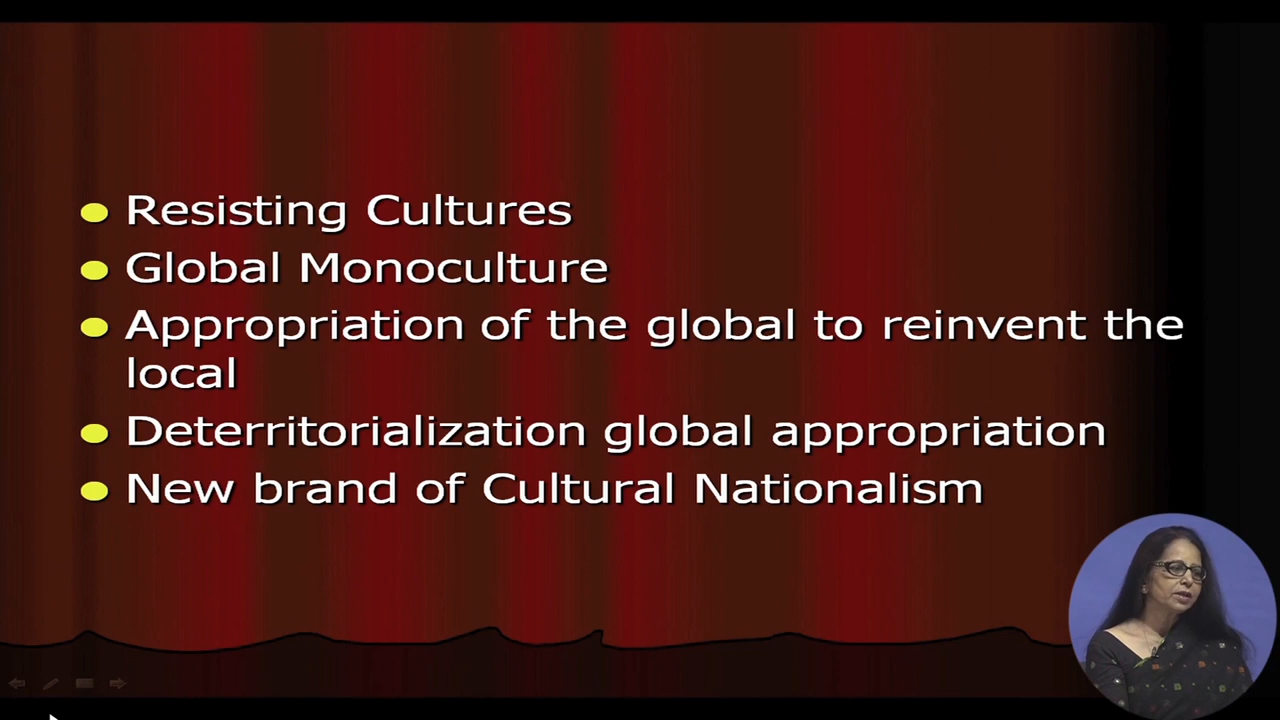 Resisting Cultures
Global Monoculture
Appropriation of the global to reinvent the
local
Deterritorialization global appropriation
New brand of Cultural Nationalism